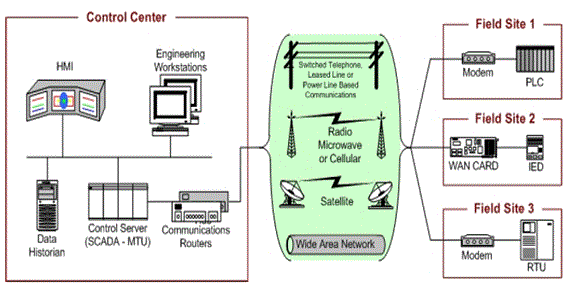 Control Center
HMI
Engineering
Workstations
Data
Historian
Control Server
(SCADA - MTU)
Communications
Routers
Switched Telephone,
Leased Line or
Power Line Based
Communications
Radio
Microwave
or Cellular
Satellite
Wide Area Network
Field Site 1
Modem
PLC
Field Site 2
WAN CARD
IED
Field Site 3
Modem
RTU